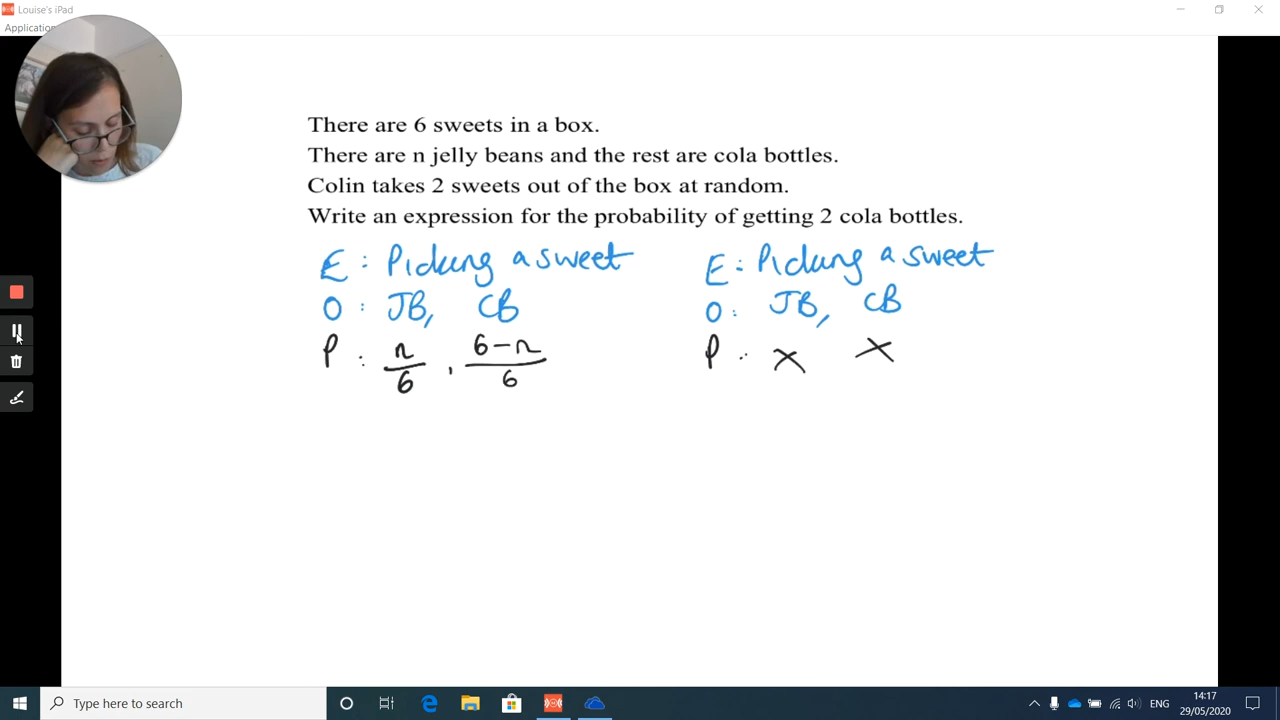 Louise's iPad
Application
There are 6 sweets in a box.
There are n jelly beans and the rest are cola bottles.
Colin takes 2 sweets out of the box at random.
Write an expression for the probability of getting 2 cola bottles.
E : Picking a sweet
O : JB, CB
P : n/6 , 6-n/6
E : Picking a sweet
O : JB, CB
P : x x
Type here to search
ENG
14:17
29/05/2020